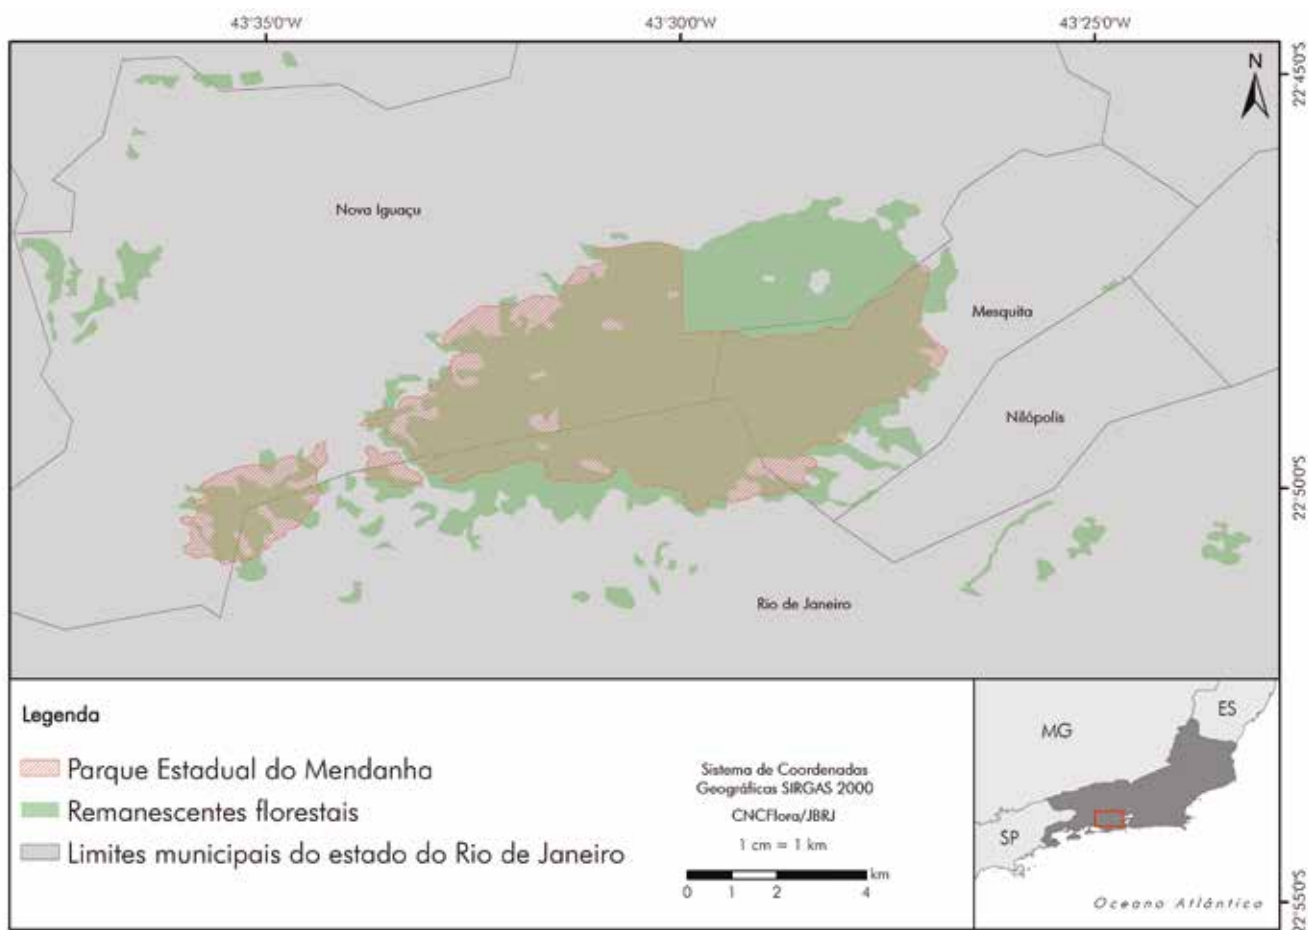 43°35'0"W
43°30'0"W
43°25'0"W
N
22°45'0"S
Nova Iguaçu
Mesquita
Nilópolis
22°50'0"S
Rio de Janeiro
Legenda
Parque Estadual do Mendanha
Remanescentes florestais
Limites municipais do estado do Rio de Janeiro
Sistema de Coordenadas
Geográficas SIRGAS 2000
CNCFlora/JBRJ
1 cm = 1 km
km
0 1 2 4
MG
ES
SP
Oceano Atlântico
22°55'0"S